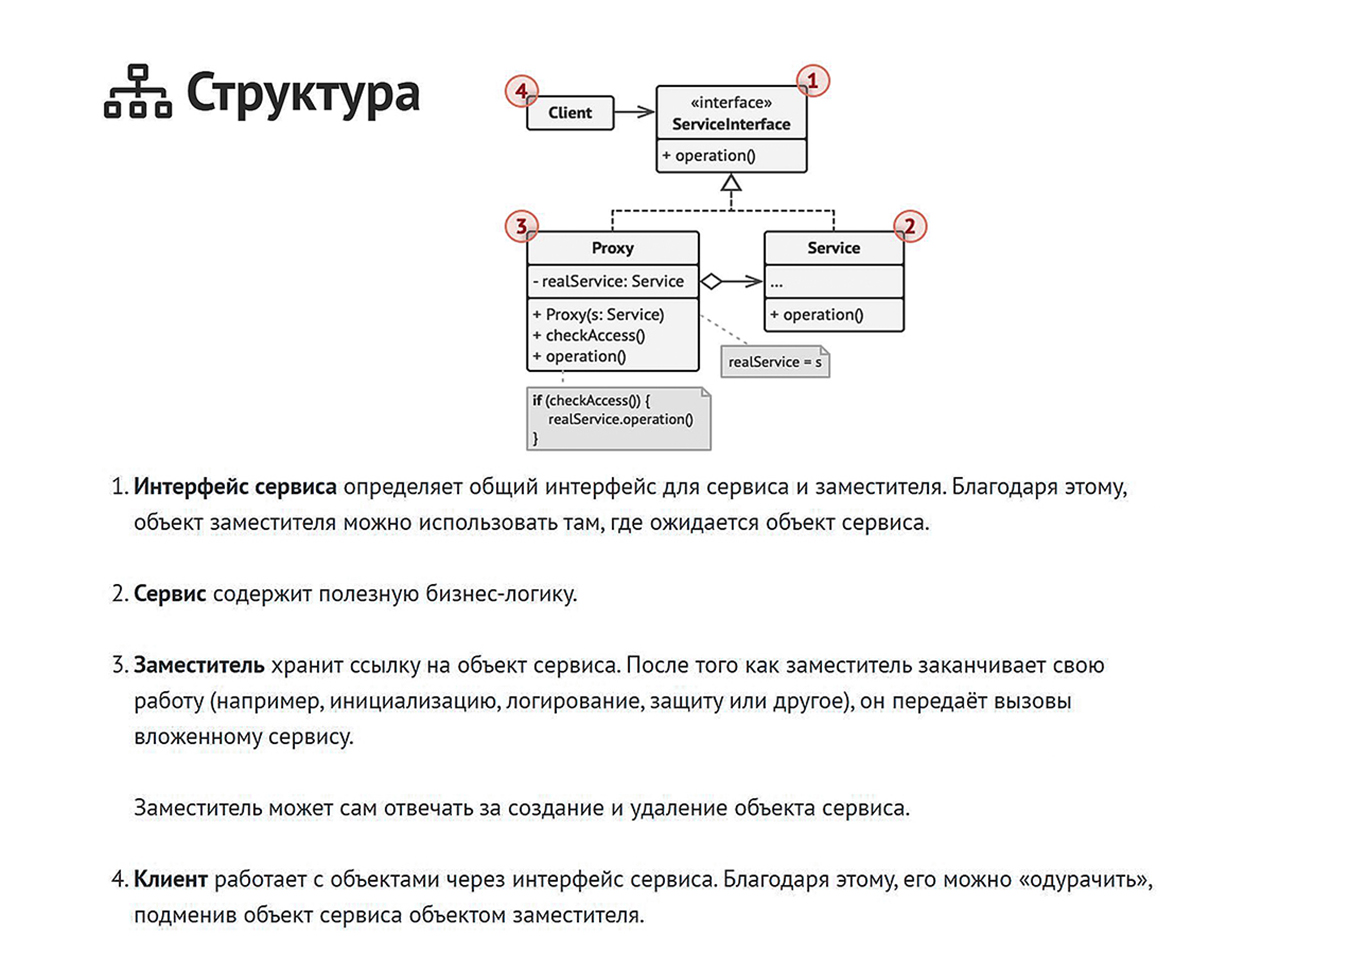 Структура
4
Client
1
«interface»
ServiceInterface
+ operation()
3
Proxy
- realService: Service
+ Proxy(s: Service)
+ checkAccess()
+ operation()
2
Service
...
+ operation()
realService = s
if (checkAccess()) {
realService.operation()
}
1. Интерфейс сервиса определяет общий интерфейс для сервиса и заместителя. Благодаря этому,
объект заместителя можно использовать там, где ожидается объект сервиса.
2. Сервис содержит полезную бизнес-логику.
3. Заместитель хранит ссылку на объект сервиса. После того как заместитель заканчивает свою
работу (например, инициализацию, логирование, защиту или другое), он передаёт вызовы
вложенному сервису.
Заместитель может сам отвечать за создание и удаление объекта сервиса.
4. Клиент работает с объектами через интерфейс сервиса. Благодаря этому, его можно «одурачить»,
подменив объект сервиса объектом заместителя.